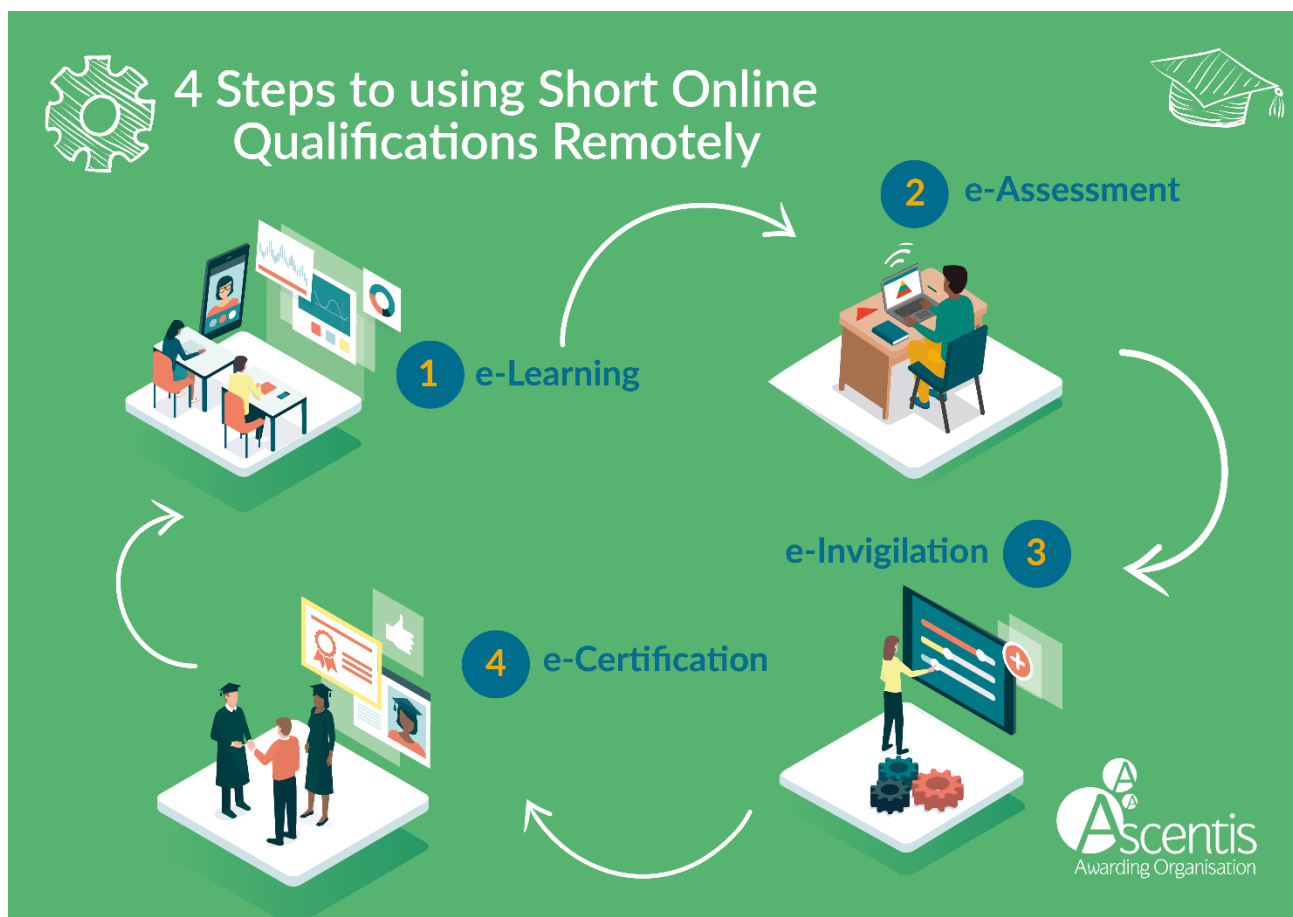 4 Steps to using Short Online
Qualifications Remotely
1 e-Learning
2 e-Assessment
e-Invigilation 3
4 e-Certification
A
A
Ascentis
Awarding Organisation